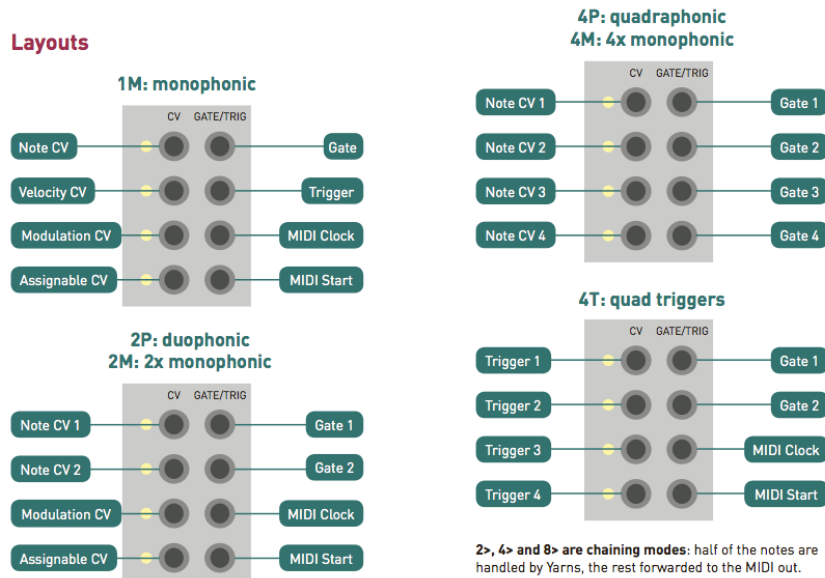 Layouts
1M: monophonic
CV GATE/TRIG
Note CV Gate
Velocity CV Trigger
Modulation CV MIDI Clock
Assignable CV MIDI Start
2P: duophonic
2M: 2x monophonic
CV GATE/TRIG
Note CV 1 Gate 1
Note CV 2 Gate 2
Modulation CV MIDI Clock
Assignable CV MIDI Start
4P: quadraphonic
4M: 4x monophonic
CV GATE/TRIG
Note CV 1 Gate 1
Note CV 2 Gate 2
Note CV 3 Gate 3
Note CV 4 Gate 4
4T: quad triggers
CV GATE/TRIG
Trigger 1 Gate 1
Trigger 2 Gate 2
Trigger 3 MIDI Clock
Trigger 4 MIDI Start
2>, 4> and 8> are chaining modes: half of the notes are
handled by Yarns, the rest forwarded to the MIDI out.